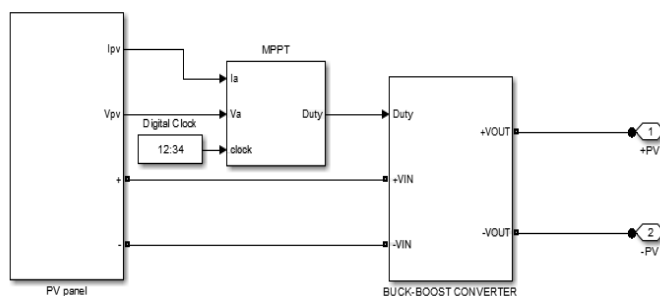 MPPT
Ipv
Ia
Vpv
Va
Duty
Duty
Digital Clock
12:34
clock
+VOUT
1
+PV
+
+VIN
-
-VIN
-VOUT
2
-PV
PV panel
BUCK-BOOST CONVERTER